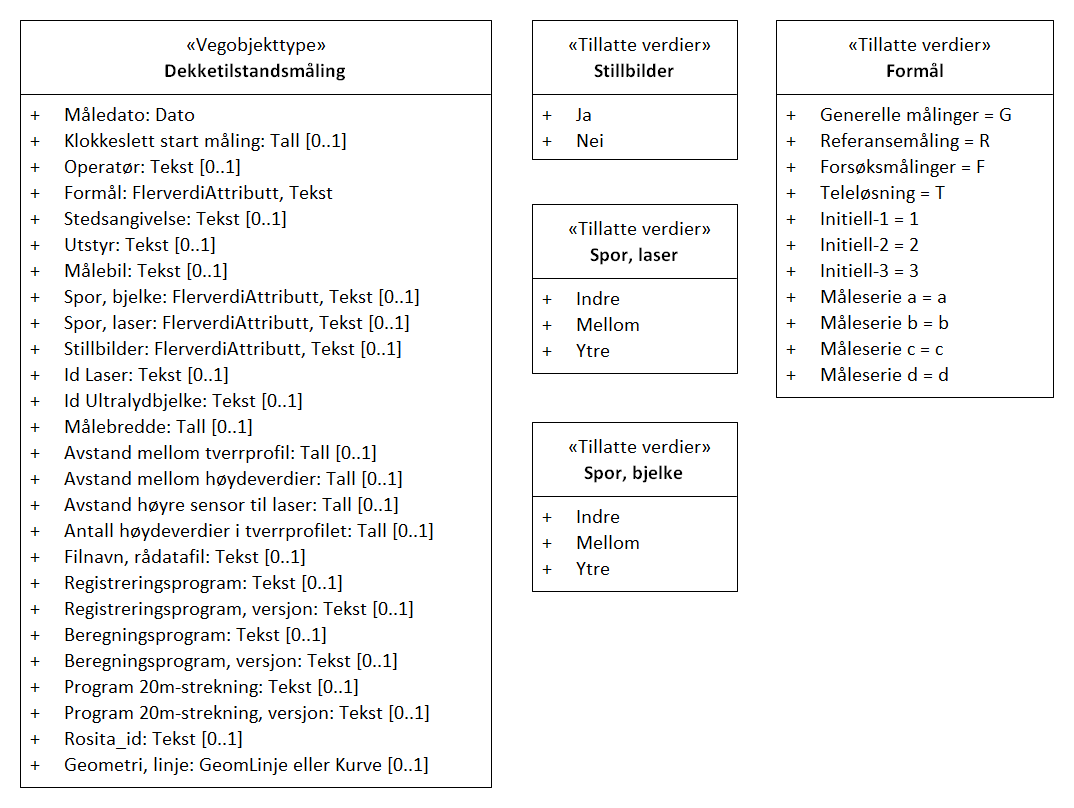 «Vegobjekttype»
Dekketilstandsmåling
+ Måledato: Dato
+ Klokkeslett start måling: Tall [0..1]
+ Operatør: Tekst [0..1]
+ Formål: FlerverdiAttributt, Tekst
+ Stedsangivelse: Tekst [0..1]
+ Utstyr: Tekst [0..1]
+ Målebil: Tekst [0..1]
+ Spor, bjelke: FlerverdiAttributt, Tekst [0..1]
+ Spor, laser: FlerverdiAttributt, Tekst [0..1]
+ Stillbilder: FlerverdiAttributt, Tekst [0..1]
+ Id Laser: Tekst [0..1]
+ Id Ultralydbjelke: Tekst [0..1]
+ Målebredde: Tall [0..1]
+ Avstand mellom tverrprofil: Tall [0..1]
+ Avstand mellom høydeverdier: Tall [0..1]
+ Avstand høyre sensor til laser: Tall [0..1]
+ Antall høydeverdier i tverrprofilet: Tall [0..1]
+ Filnavn, rådatafil: Tekst [0..1]
+ Registreringsprogram: Tekst [0..1]
+ Registreringsprogram, versjon: Tekst [0..1]
+ Beregningsprogram: Tekst [0..1]
+ Beregningsprogram, versjon: Tekst [0..1]
+ Program 20m-strekning: Tekst [0..1]
+ Program 20m-strekning, versjon: Tekst [0..1]
+ Rosita_id: Tekst [0..1]
+ Geometri, linje: GeomLinje eller Kurve [0..1]
«Tillatte verdier»
Stillbilder
+ Ja
+ Nei
«Tillatte verdier»
Spor, laser
+ Indre
+ Mellom
+ Ytre
«Tillatte verdier»
Spor, bjelke
+ Indre
+ Mellom
+ Ytre
«Tillatte verdier»
Formål
+ Generelle målinger = G
+ Referansemåling = R
+ Forsøksmålinger = F
+ Teleløsning = T
+ Initiell-1 = 1
+ Initiell-2 = 2
+ Initiell-3 = 3
+ Måleserie a = a
+ Måleserie b = b
+ Måleserie c = c
+ Måleserie d = d